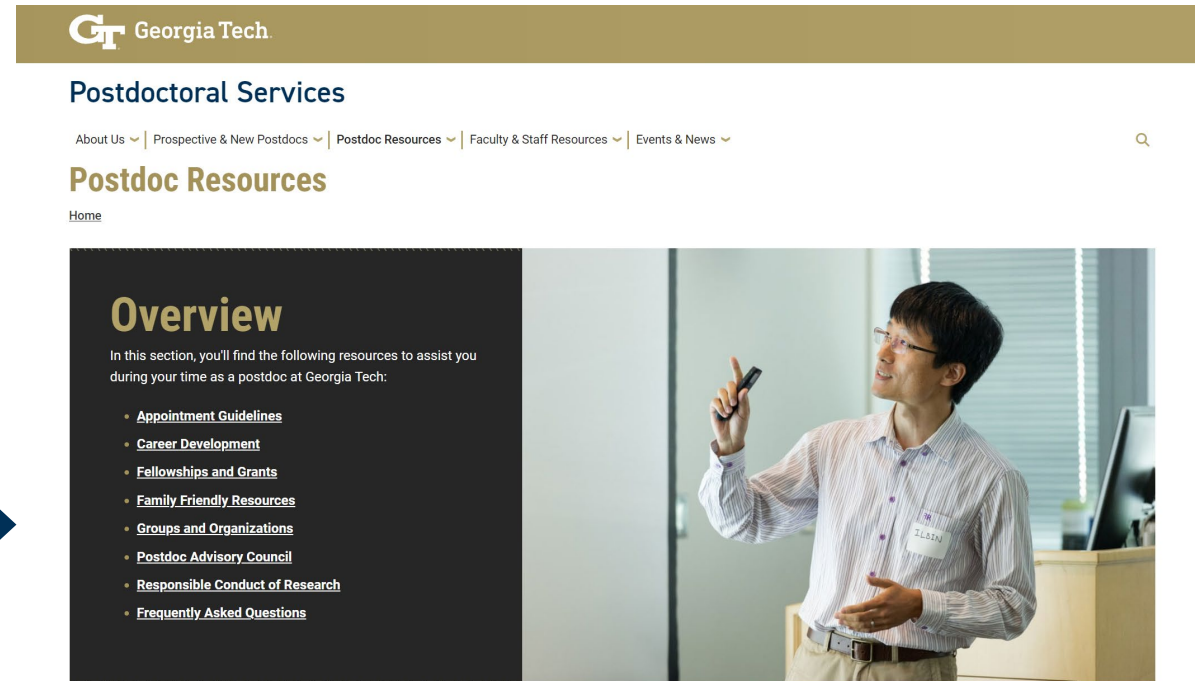 GT Georgia Tech.
Postdoctoral Services
About Us Prospective & New Postdocs Postdoc Resources Faculty & Staff Resources Events & News
Postdoc Resources
Home
Overview
In this section, you'll find the following resources to assist you
during your time as a postdoc at Georgia Tech:
Appointment Guidelines
Career Development
Fellowships and Grants
Family Friendly Resources
Groups and Organizations
Postdoc Advisory Council
Responsible Conduct of Research
Frequently Asked Questions
ILBIN